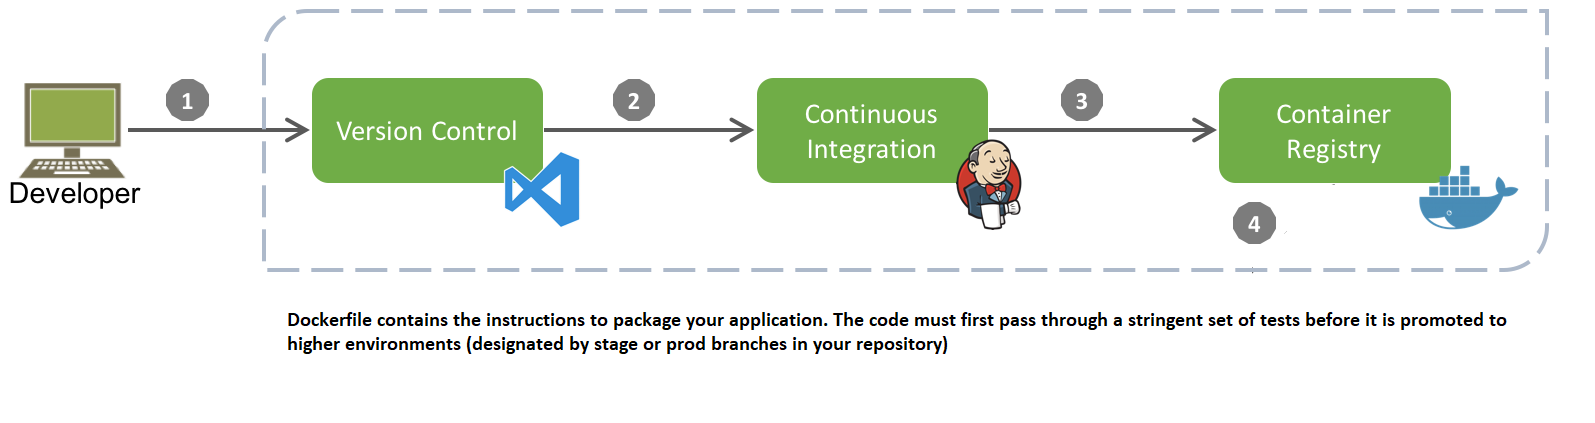 1
2
3
Version Control
Continuous
Integration
Container
Registry
Developer
4
Dockerfile contains the instructions to package your application. The code must first pass through a stringent set of tests before it is promoted to
higher environments (designated by stage or prod branches in your repository)